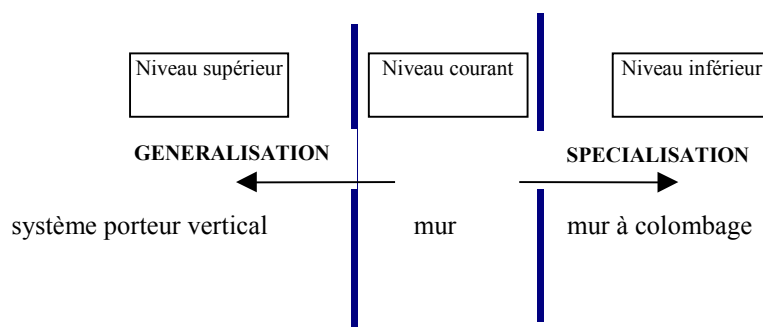 Niveau supérieur
Niveau courant
Niveau inférieur
GENERALISATION
SPECIALISATION
système porteur vertical
mur
mur à colombage